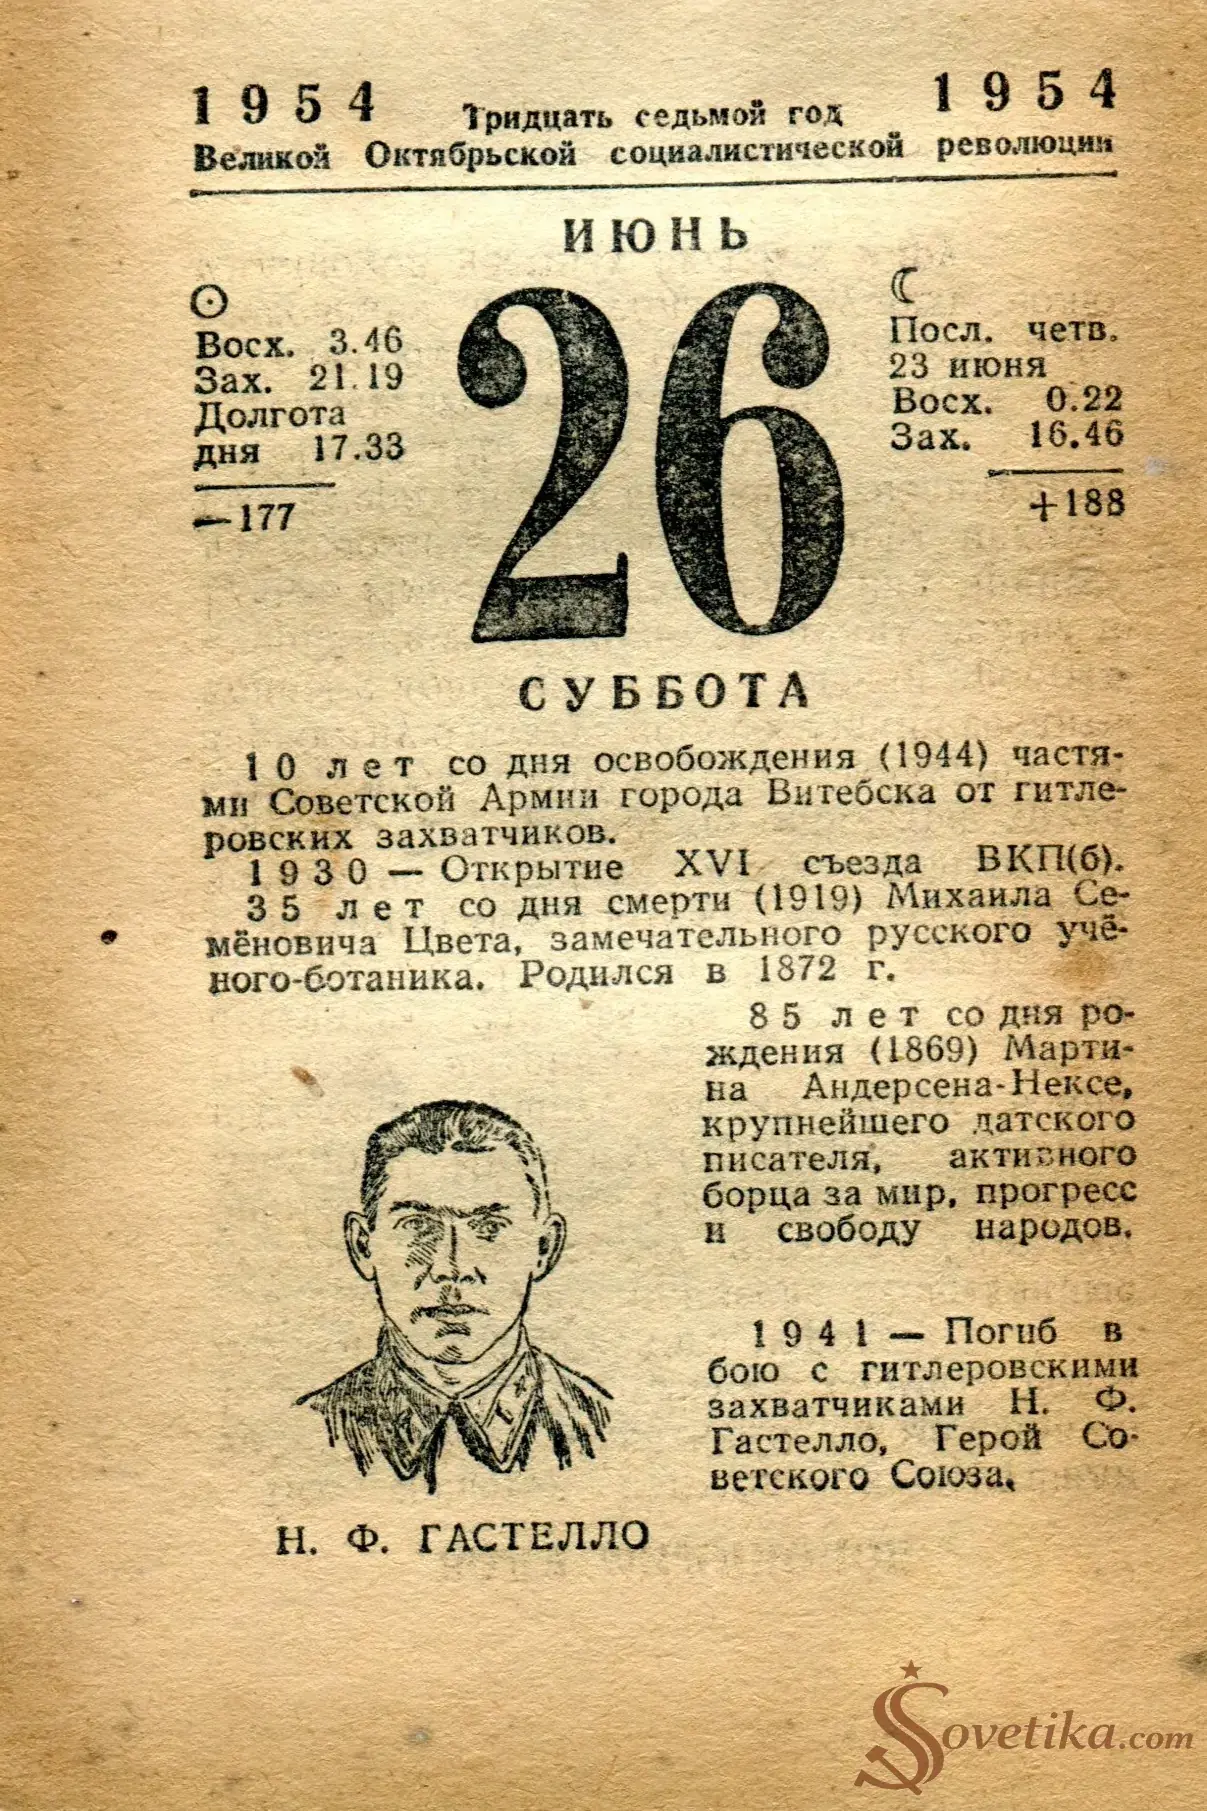 1954 Тридцать седьмой год 1954
Великой Октябрьской социалистической революции
ИЮНЬ
26
Восх. 3.46
Зах. 21.19
Долгота
дня 17.33
—177
Посл. четв.
23 июня
Восх. 0.22
Зах. 16.46
+188
СУББОТА
10 лет со дня освобождения (1944) частя-
ми Советской Армии города Витебска от гитле-
ровских захватчиков.
1930 — Открытие XVI съезда ВКП(б).
35 лет со дня смерти (1919) Михаила Се-
мёновича Цвета, замечательного русского учё-
ного-ботаника. Родился в 1872 г.
85 лет со дня ро-
ждения (1869) Марти-
на Андерсена-Нексе,
крупнейшего датского
писателя, активного
борца за мир, прогресс
и свободу народов.
1941 — Погиб в
бою с гитлеровскими
захватчиками Н. Ф.
Гастелло, Герой Со-
ветского Союза.
Н. Ф. ГАСТЕЛЛО
Sovetika.com